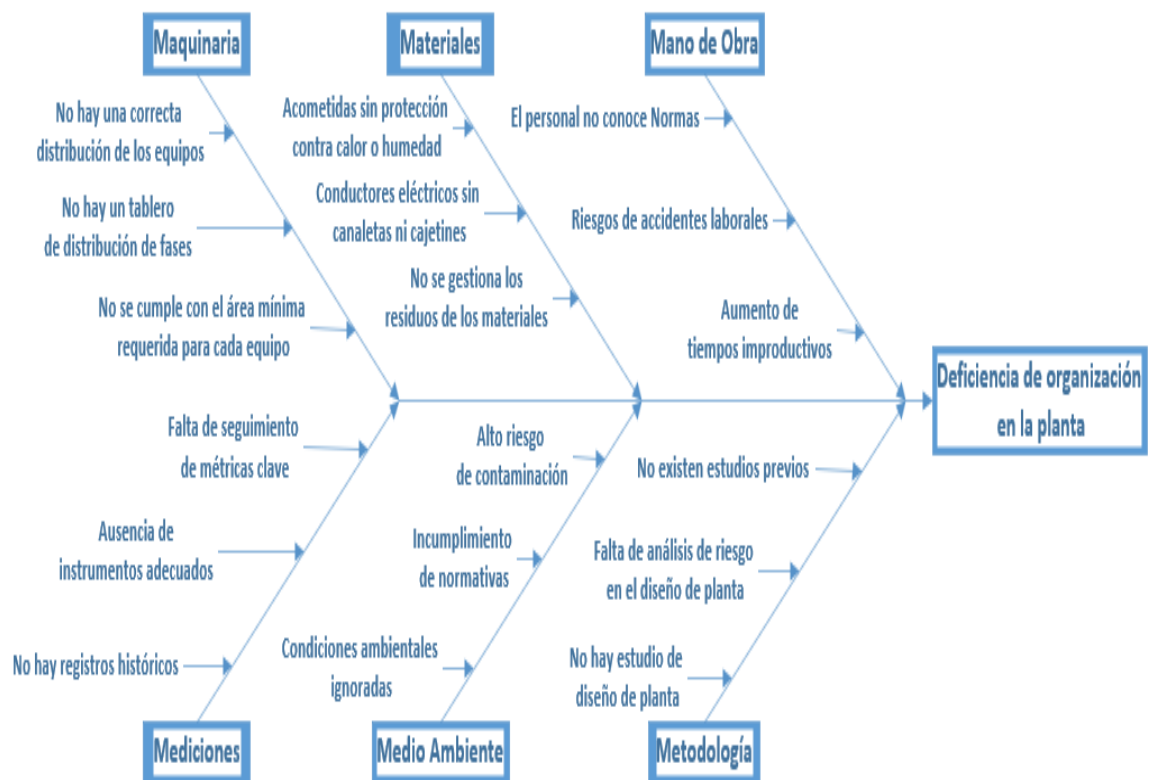 Maquinaria
Materiales
Mano de Obra
No hay una correcta
distribución de los equipos
No hay un tablero
de distribución de fases
No se cumple con el área mínima
requerida para cada equipo
Acometidas sin protección
contra calor o humedad
Conductores eléctricos sin
canaletas ni cajetines
No se gestiona los
residuos de los materiales
El personal no conoce Normas
Riesgos de accidentes laborales
Aumento de
tiempos improductivos
Deficiencia de organización
en la planta
Falta de seguimiento
de métricas clave
Ausencia de
instrumentos adecuados
No hay registros históricos
Alto riesgo
de contaminación
Incumplimiento
de normativas
Condiciones ambientales
ignoradas
No existen estudios previos
Falta de análisis de riesgo
en el diseño de planta
No hay estudio de
diseño de planta
Mediciones
Medio Ambiente
Metodología